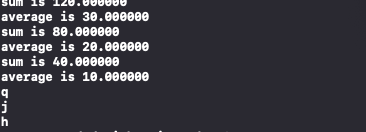 sum is 120.000000
average is 30.000000
sum is 80.000000
average is 20.000000
sum is 40.000000
average is 10.000000
q
j
h